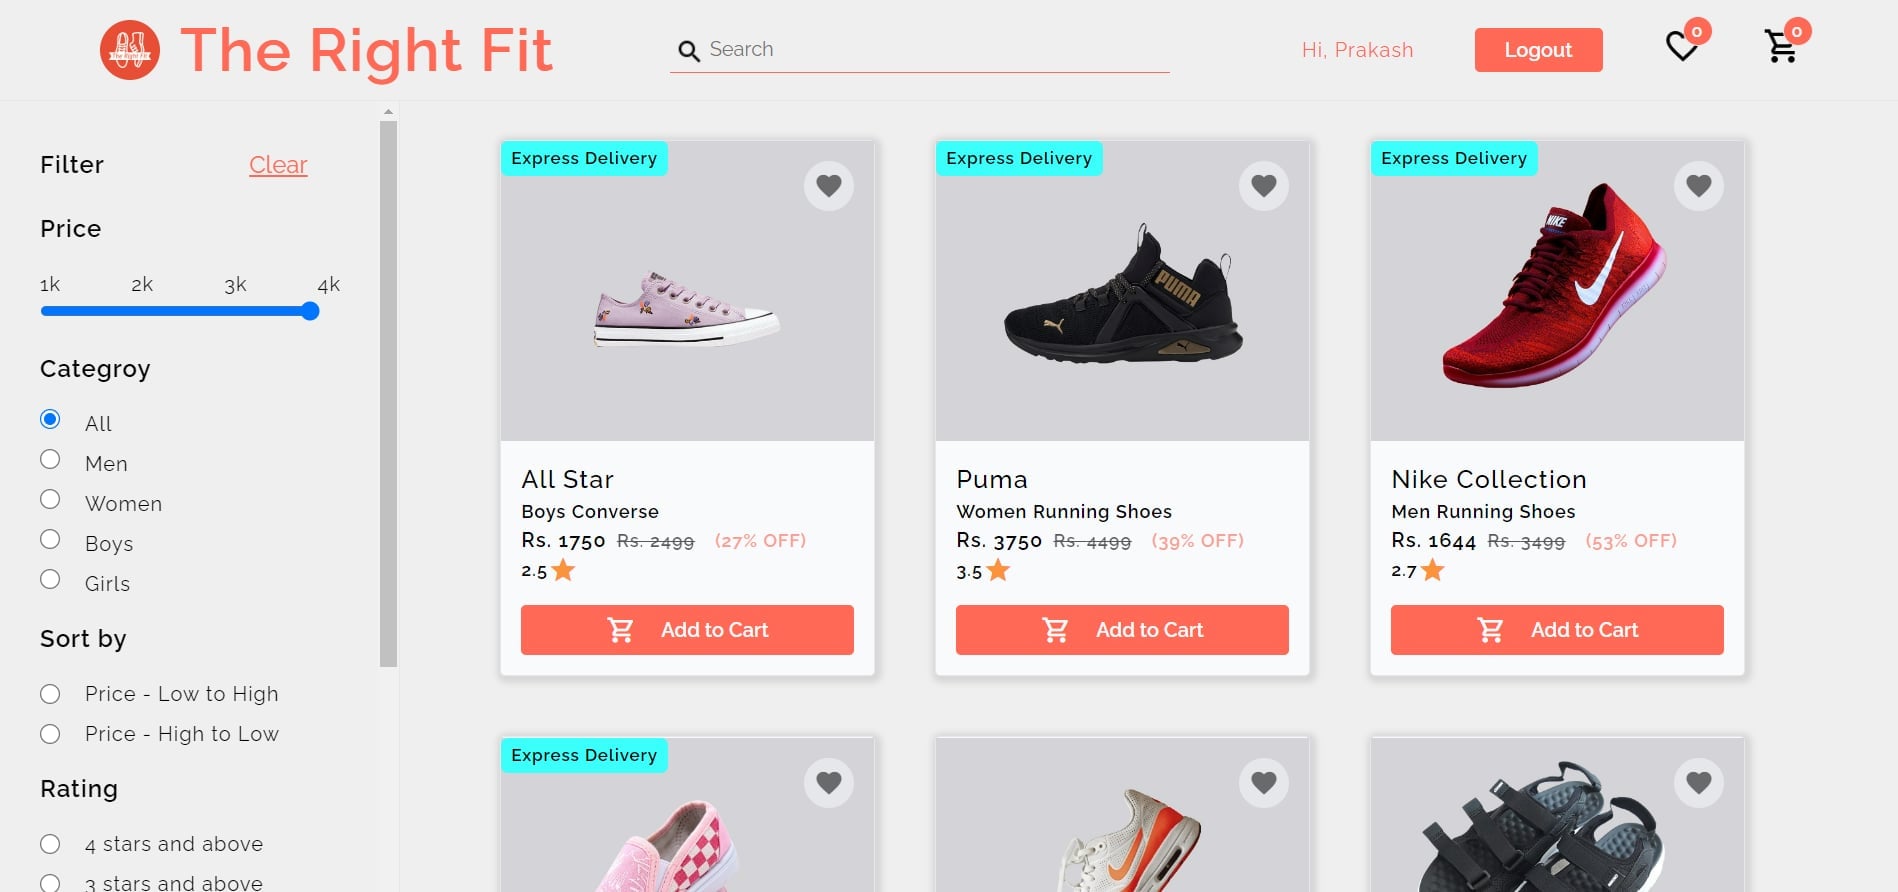 The Right Fit
The Right Fit
Search
Hi, Prakash
Logout
0
0
Filter
Clear
Price
1k 2k 3k 4k
Categroy
All
Men
Women
Boys
Girls
Sort by
Price - Low to High
Price - High to Low
Rating
4 stars and above
3 stars and above
Express Delivery
All Star
Boys Converse
Rs. 1750 Rs. 2499 (27% OFF)
2.5
Add to Cart
Express Delivery
PUMA
Puma
Women Running Shoes
Rs. 3750 Rs. 4499 (39% OFF)
3.5
Add to Cart
Express Delivery
NIKE
Nike Collection
Men Running Shoes
Rs. 1644 Rs. 3499 (53% OFF)
2.7
Add to Cart
Express Delivery